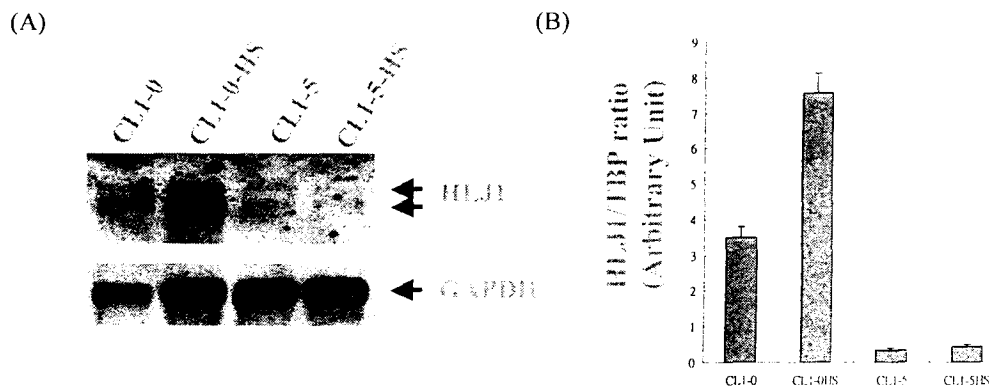 (A)
CL1-0
CL1-0-HS
CL1-5
CL1-5-HS
HLJ1
GAPDH
(B)
HLJ1/TBP ratio
(Arbitrary Unit)
9
8
7
6
5
4
3
2
1
0
CL1-0
CL1-0HS
CL1-5
CL1-5HS